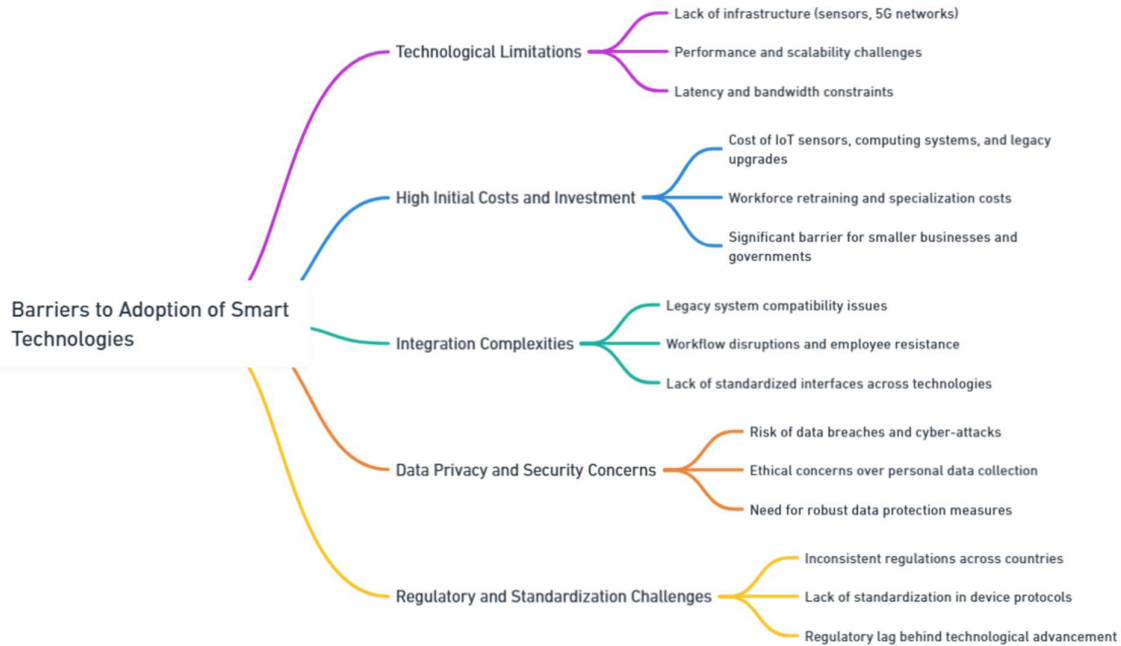 Barriers to Adoption of Smart
Technologies
Technological Limitations
Lack of infrastructure (sensors, 5G networks)
Performance and scalability challenges
Latency and bandwidth constraints
High Initial Costs and Investment
Cost of IoT sensors, computing systems, and legacy
upgrades
Workforce retraining and specialization costs
Significant barrier for smaller businesses and
governments
Integration Complexities
Legacy system compatibility issues
Workflow disruptions and employee resistance
Lack of standardized interfaces across technologies
Data Privacy and Security Concerns
Risk of data breaches and cyber-attacks
Ethical concerns over personal data collection
Need for robust data protection measures
Regulatory and Standardization Challenges
Inconsistent regulations across countries
Lack of standardization in device protocols
Regulatory lag behind technological advancement